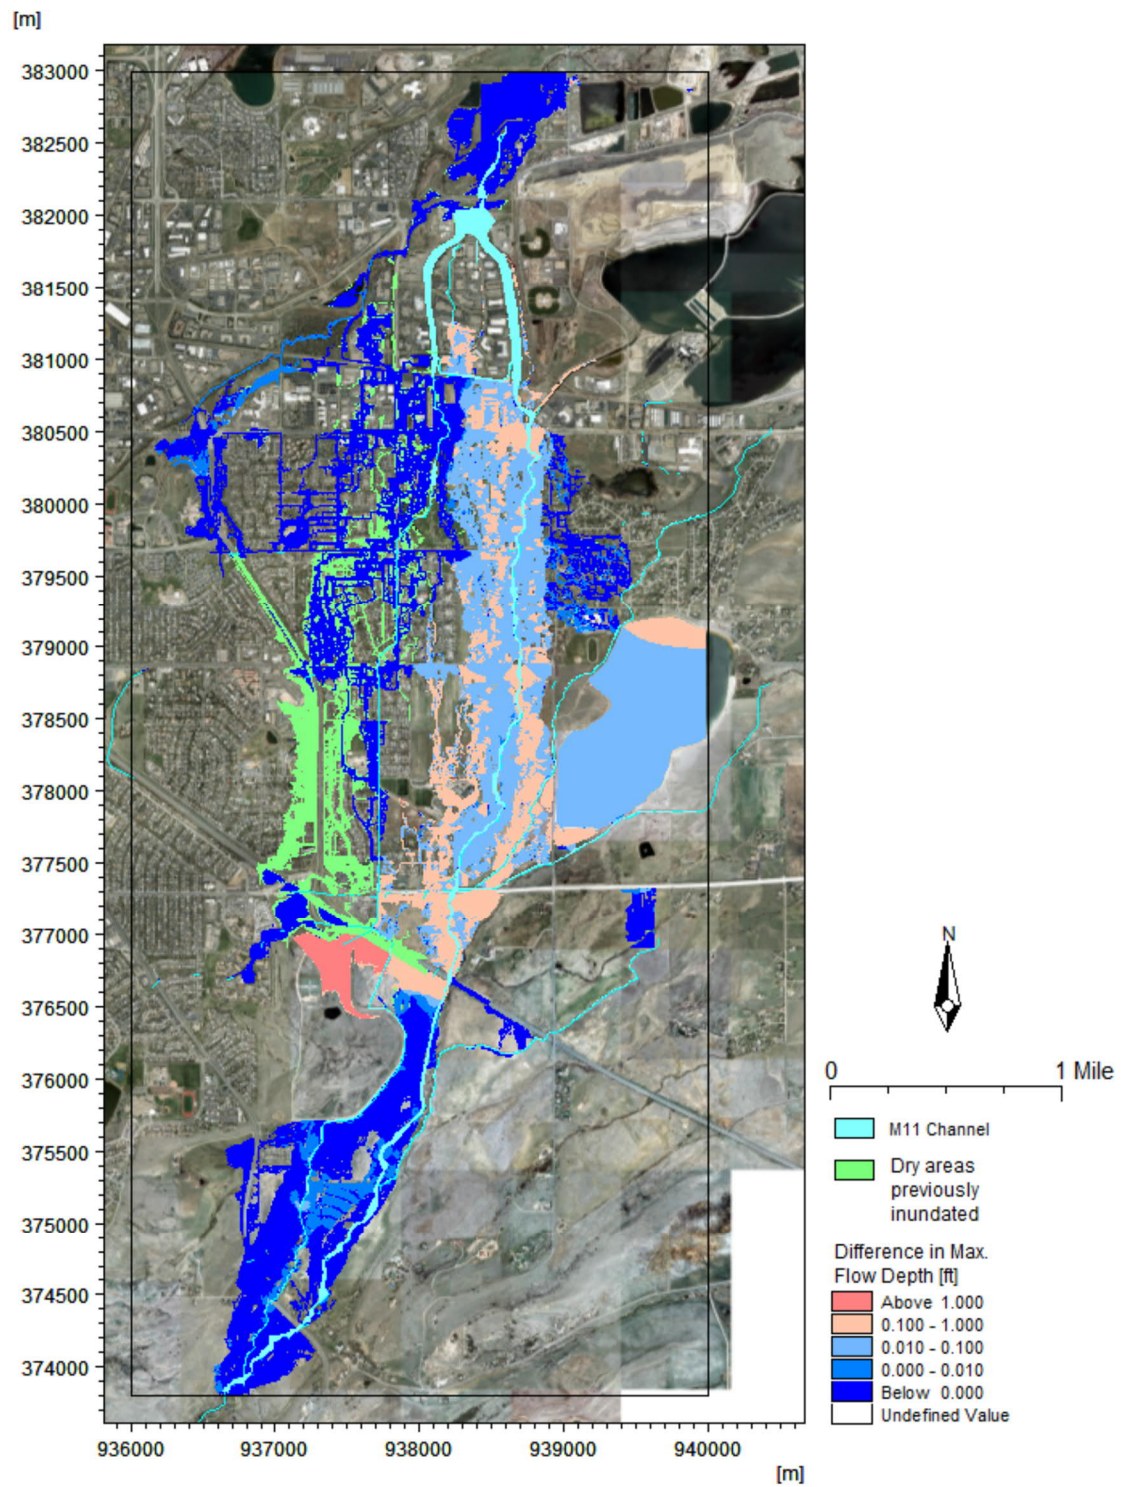 [m]
383000
382500
382000
381500
381000
380500
380000
379500
379000
378500
378000
377500
377000
376500
376000
375500
375000
374500
374000
936000 937000 938000 939000 940000
[m]
N
0 1 Mile
M11 Channel
Dry areas
previously
inundated
Difference in Max.
Flow Depth [ft]
Above 1.000
0.100 - 1.000
0.010 - 0.100
0.000 - 0.010
Below 0.000
Undefined Value